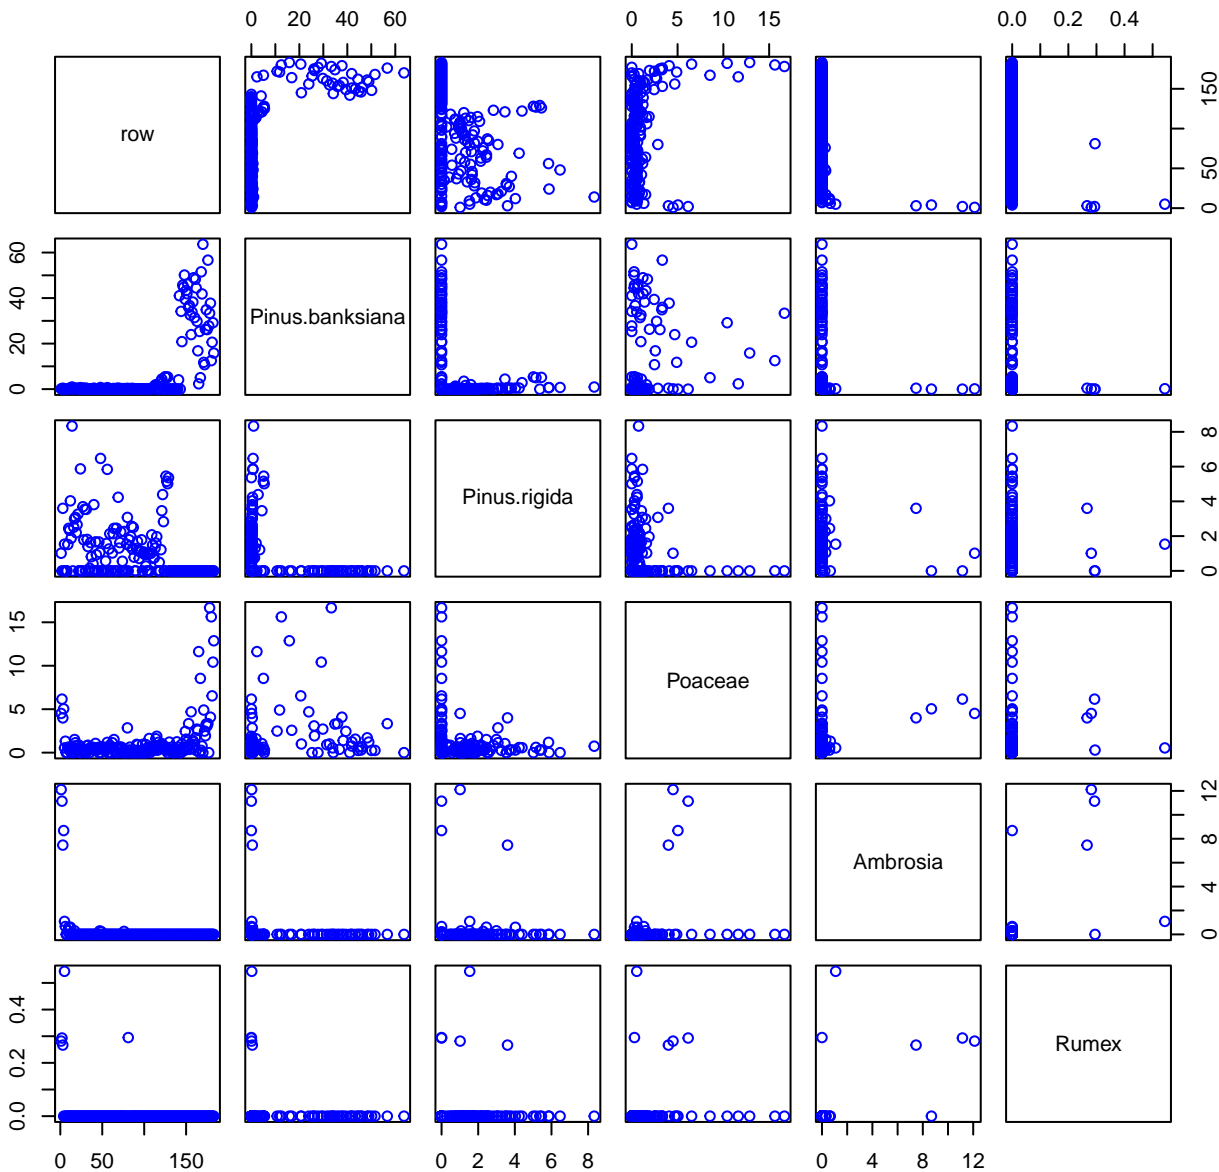 0 20 40 60 0 5 10 15 0.0 0.2 0.4
row 0 50 150
0 20 40 60 Pinus.banksiana
Pinus.rigida 0 2 4 6 8
0 5 10 15 Poaceae
Ambrosia 0 4 8 12
0.0 0.2 0.4 Rumex
0 50 150 0 2 4 6 8 0 4 8 12